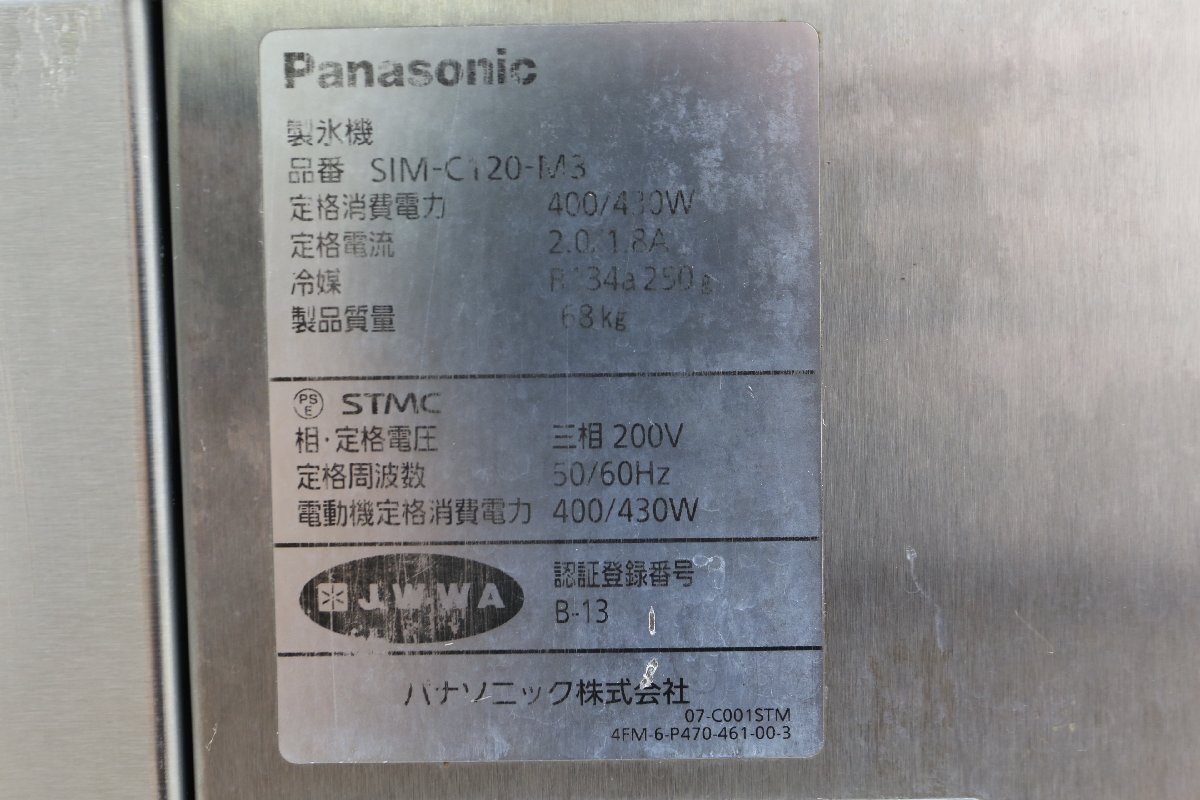 Panasonic
製氷機
品番 SIM-C120-M3
定格消費電力 400/430W
定格電流 2.0/1.8A
冷媒 R134a 250g
製品質量 68kg
PSE STMC
相・定格電圧 三相 200V
定格周波数 50/60Hz
電動機定格消費電力 400/430W
JWWA 認証登録番号
B-13
パナソニック株式会社
07-C001STM
4FM-6-P470-461-00-3